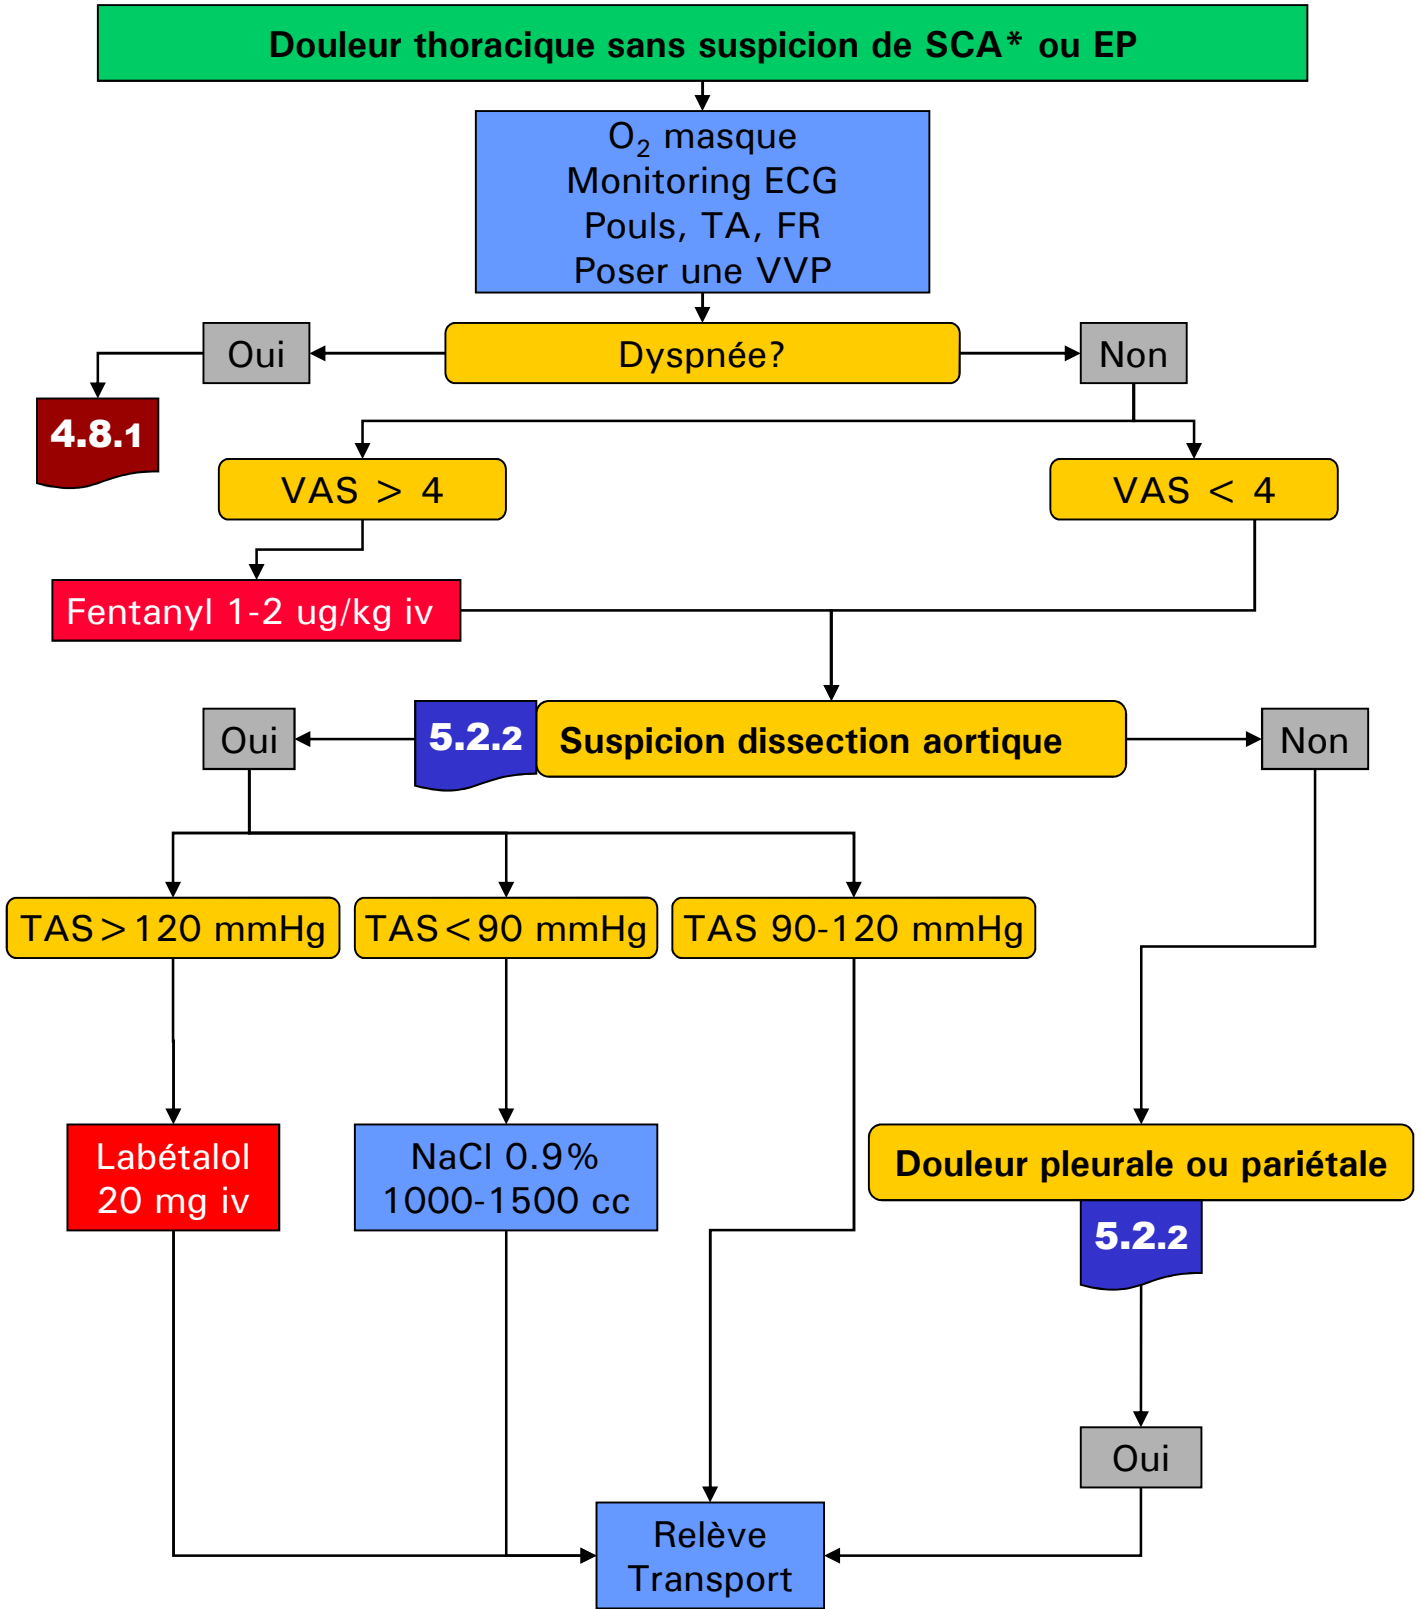 Douleur thoracique sans suspicion de SCA* ou EP
O₂ masque
Monitoring ECG
Pouls, TA, FR
Poser une VVP
Oui
Dyspnée?
Non
4.8.1
VAS > 4
VAS < 4
Fentanyl 1-2 ug/kg iv
Oui
5.2.2
Suspicion dissection aortique
Non
TAS>120 mmHg
TAS<90 mmHg
TAS 90-120 mmHg
Labétalol
20 mg iv
NaCl 0.9%
1000-1500 cc
Douleur pleurale ou pariétale
5.2.2
Oui
Relève
Transport